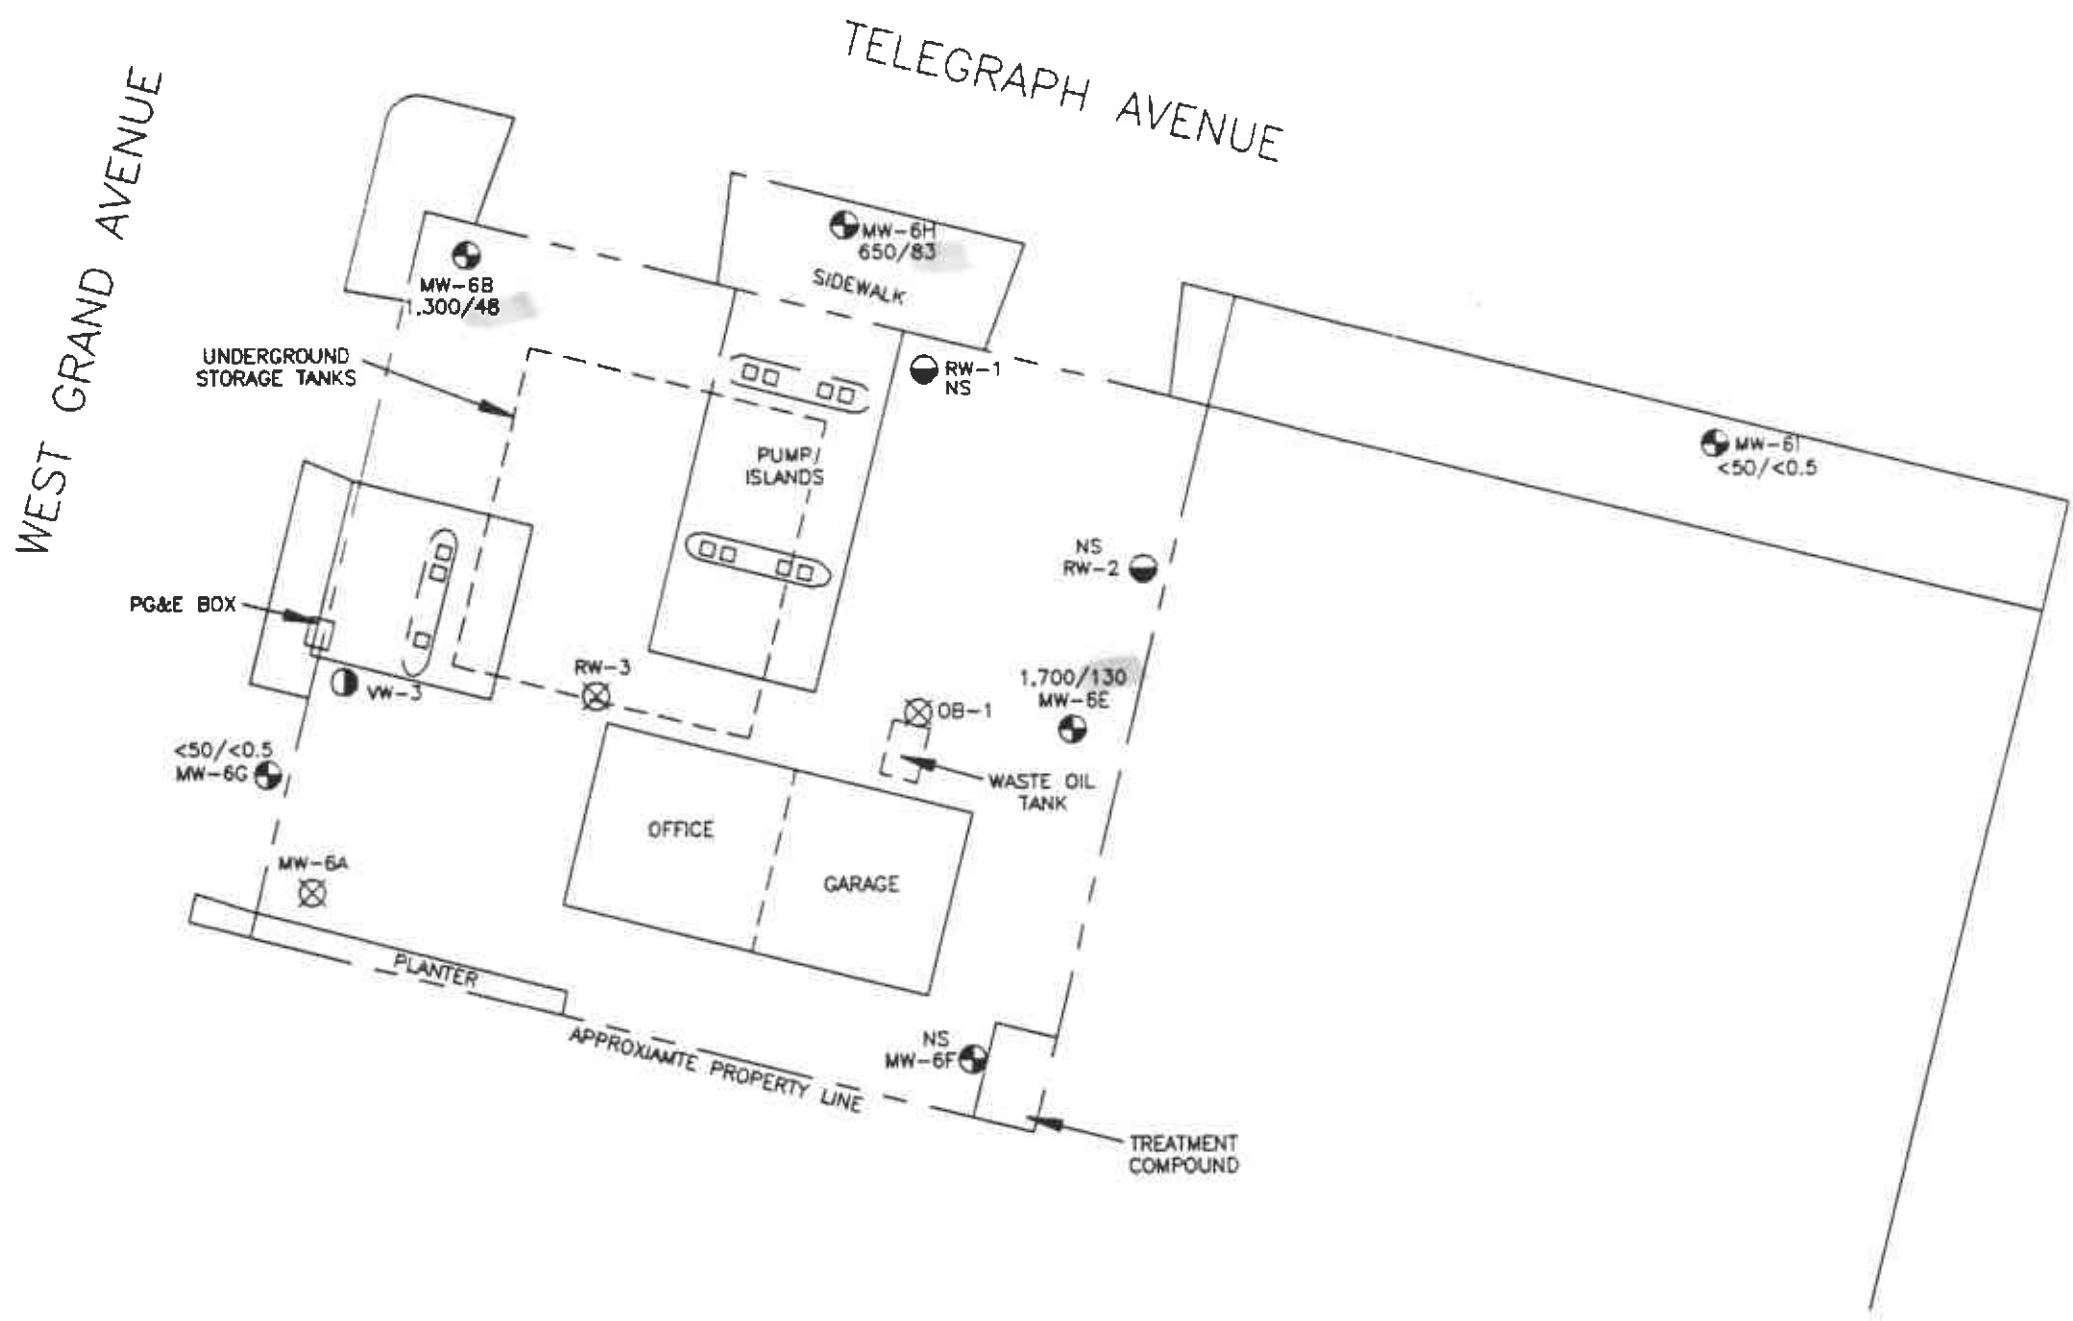 TELEGRAPH AVENUE
WEST GRAND AVENUE
MW-6H
650/83
SIDEWALK
MW-6B
1,300/48
UNDERGROUND
STORAGE TANKS
RW-1
NS
PUMP
ISLANDS
MW-6I
<50/<0.5
NS
RW-2
PG&E BOX
VW-3
RW-3
OB-1
1,700/130
MW-6E
<50/<0.5
MW-6G
WASTE OIL
TANK
OFFICE
GARAGE
MW-6A
PLANTER
NS
MW-6F
APPROXIAMTE PROPERTY LINE
TREATMENT
COMPOUND